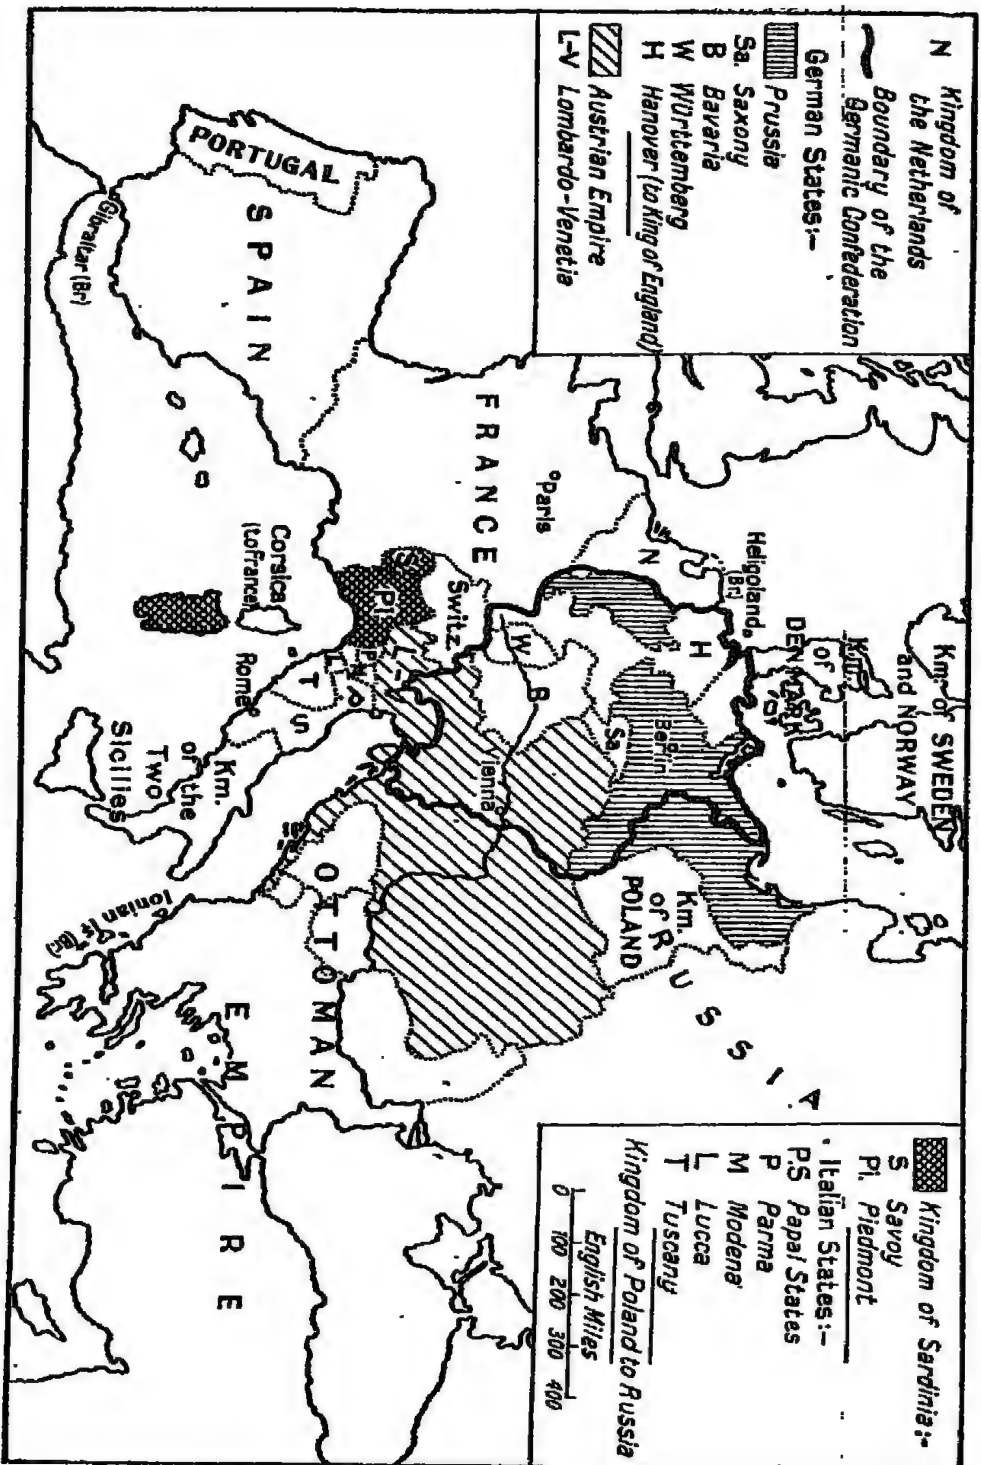 N Kingdom of
the Netherlands
Boundary of the
Germanic Confederation
German States:-
Prussia
Sa. Saxony
B Bavaria
W Würtemberg
H Hanover (to King of England)
Austrian Empire
L-V Lombardo-Venetia
Kingdom of Sardinia:-
S Savoy
Pi. Piedmont
Italian States:-
P.S Papal States
P Parma
M Modena
L Lucca
T Tuscany
Kingdom of Poland to Russia
0 100 200 300 400
English Miles
Km. of SWEDEN
and NORWAY
Km.
of
DENMARK
Heligoland
(Br)
N
H
Berlin
Sa
Km.
of
POLAND
RUSSIA
Paris
FRANCE
W
B
Vienna
Switz.
S
Pi
L
P
M
P
L
T
S
Corsica
(to France)
Rome
Km.
of the
Two
Sicilies
PORTUGAL
SPAIN
Gibraltar (Br)
OTTOMAN
EMPIRE
Ionian Is (Br)